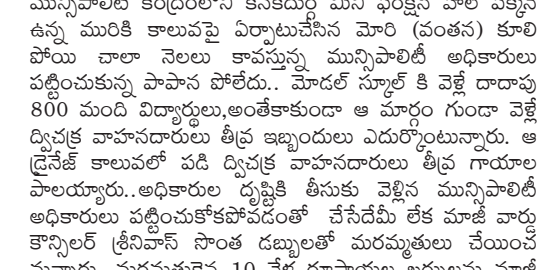 మున్సిపాలిటీ కేంద్రంలోని కనకదుర్గ మినీ ఫంక్షన్ హాల్ పక్కన
ఉన్న మురికి కాలువపై ఏర్పాటుచేసిన మోరి (వంతన) కూలి
పోయి చాలా నెలలు కావస్తున్న మున్సిపాలిటీ అధికారులు
పట్టించుకున్న పాపాన పోలేదు.. మోడల్ స్కూల్ కి వెళ్లే దాదాపు
800 మంది విద్యార్థులు,అంతేకాకుండా ఆ మార్గం గుండా వెళ్లే
ద్విచక్ర వాహనదారులు తీవ్ర ఇబ్బందులు ఎదుర్కొంటున్నారు. ఆ
డ్రైనేజ్ కాలువలో పడి ద్విచక్ర వాహనదారులు తీవ్ర గాయాల
పాలయ్యారు..అధికారుల దృష్టికి తీసుకు వెళ్లిన మున్సిపాలిటీ
అధికారులు పట్టించుకోకపోవడంతో చేసేదేమీ లేక మాజీ వార్డు
కౌన్సిలర్ శ్రీనివాస్ సొంత డబ్బులతో మరమ్మతులు చేయించ